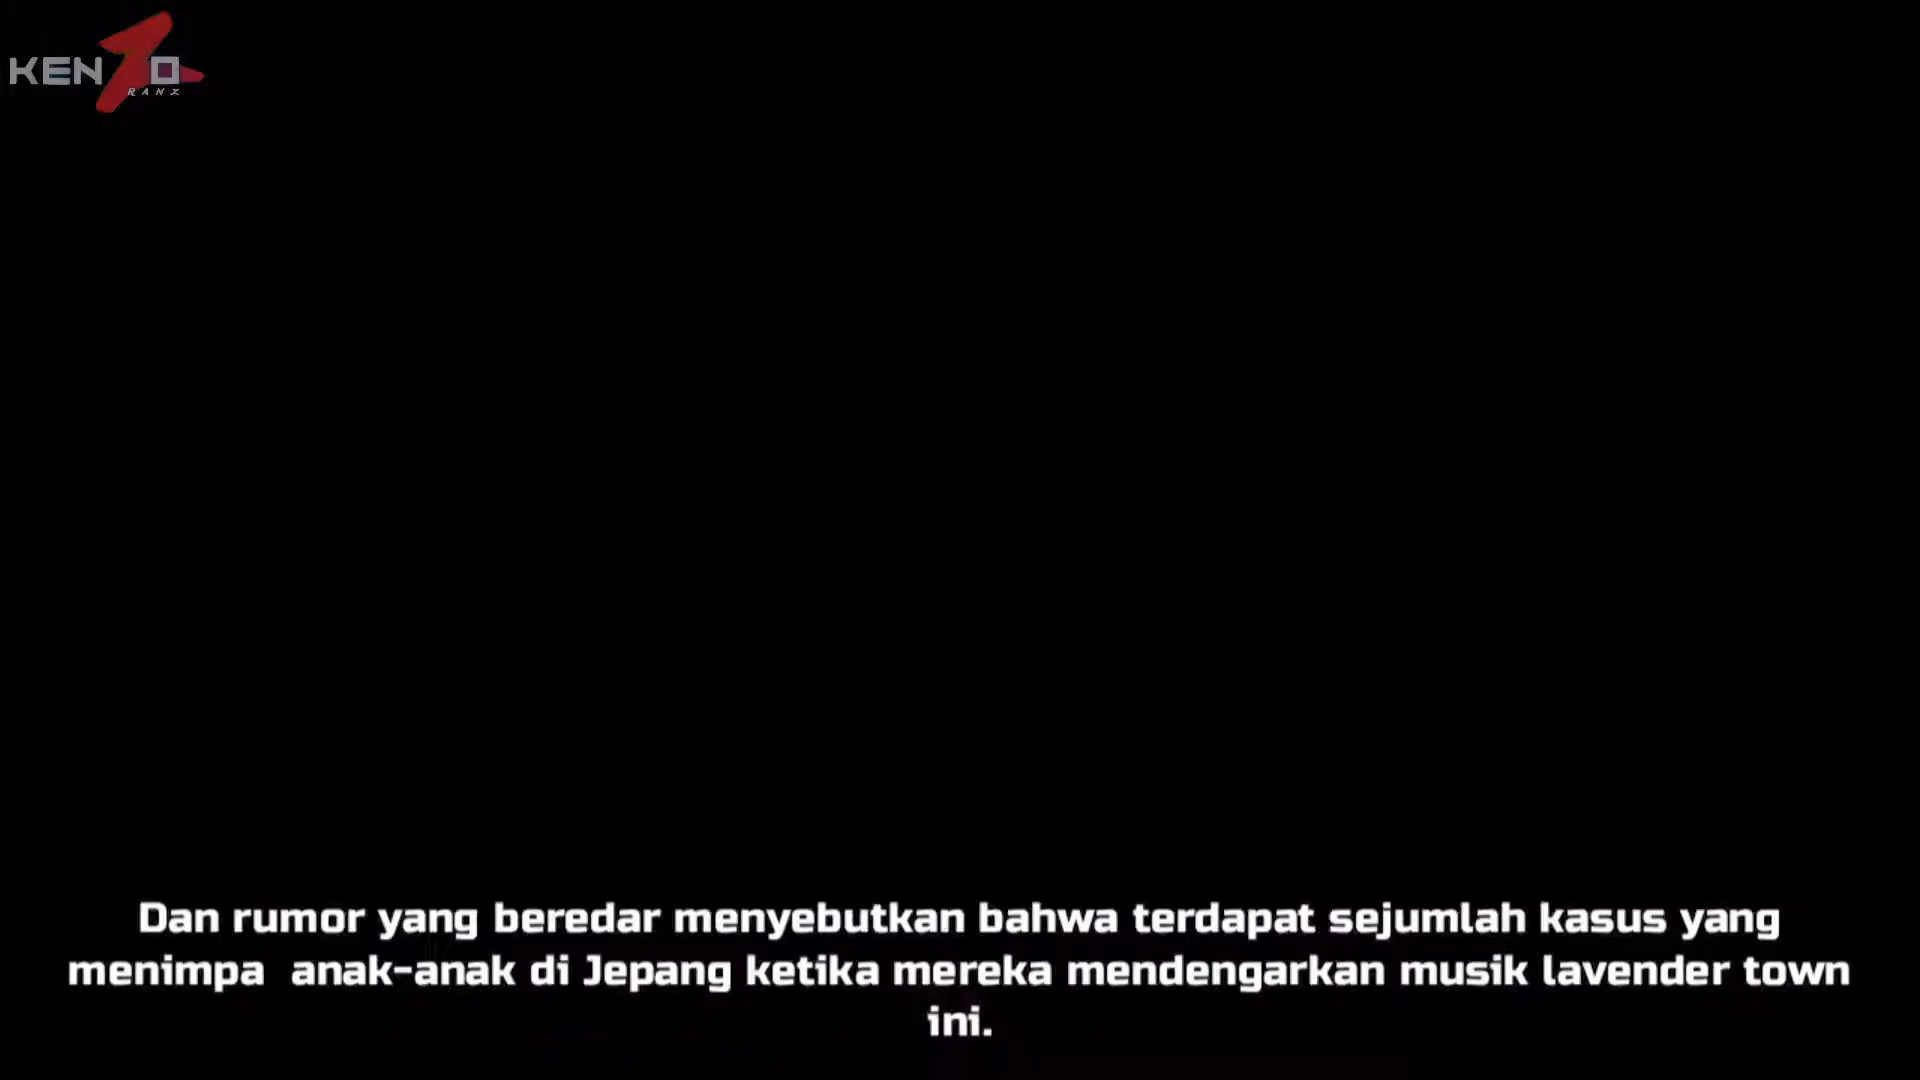 KENZO
RANZ
Dan rumor yang beredar menyebutkan bahwa terdapat sejumlah kasus yang
menimpa  anak-anak di Jepang ketika mereka mendengarkan musik lavender town
ini.